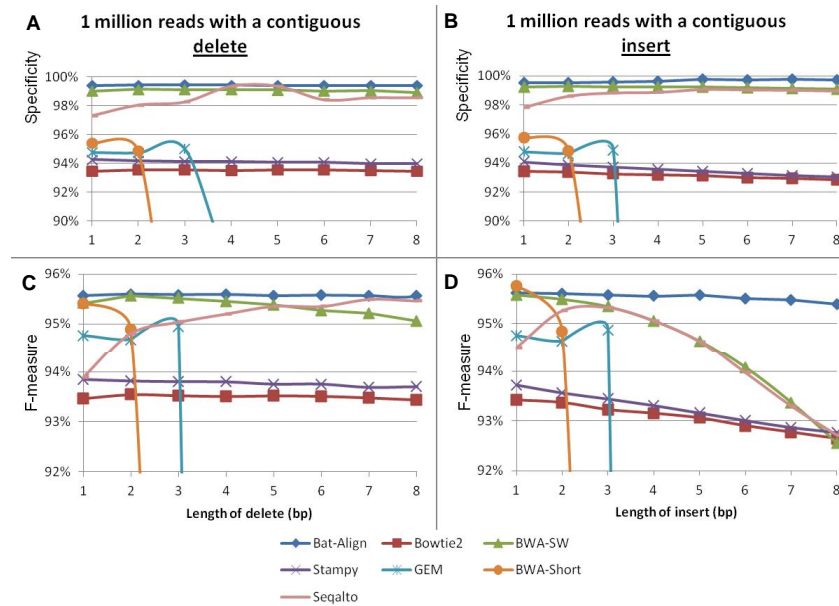 A
1 million reads with a contiguous
delete
Specificity
100%
98%
96%
94%
92%
90%
1 2 3 4 5 6 7 8
B
1 million reads with a contiguous
insert
Specificity
100%
98%
96%
94%
92%
90%
1 2 3 4 5 6 7 8
C
F-measure
96%
95%
94%
93%
92%
1 2 3 4 5 6 7 8
Length of delete (bp)
D
F-measure
96%
95%
94%
93%
92%
1 2 3 4 5 6 7 8
Length of insert (bp)
Bat-Align Bowtie2 BWA-SW
Stampy GEM BWA-Short
Seqalto